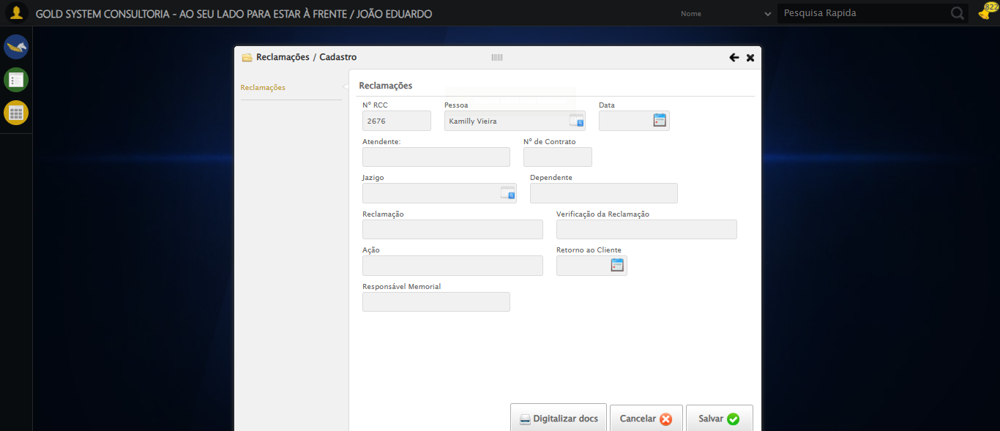 GOLD SYSTEM CONSULTORIA - AO SEU LADO PARA ESTAR À FRENTE / JOÃO EDUARDO
Nome
Pesquisa Rapida
822
Reclamações / Cadastro
Reclamações
Reclamações
Nº RCC
Pessoa
Data
2676
Kamilly Vieira
Atendente:
Nº de Contrato
Jazigo
Dependente
Reclamação
Verificação da Reclamação
Ação
Retorno ao Cliente
Responsável Memorial
Digitalizar docs
Cancelar
Salvar